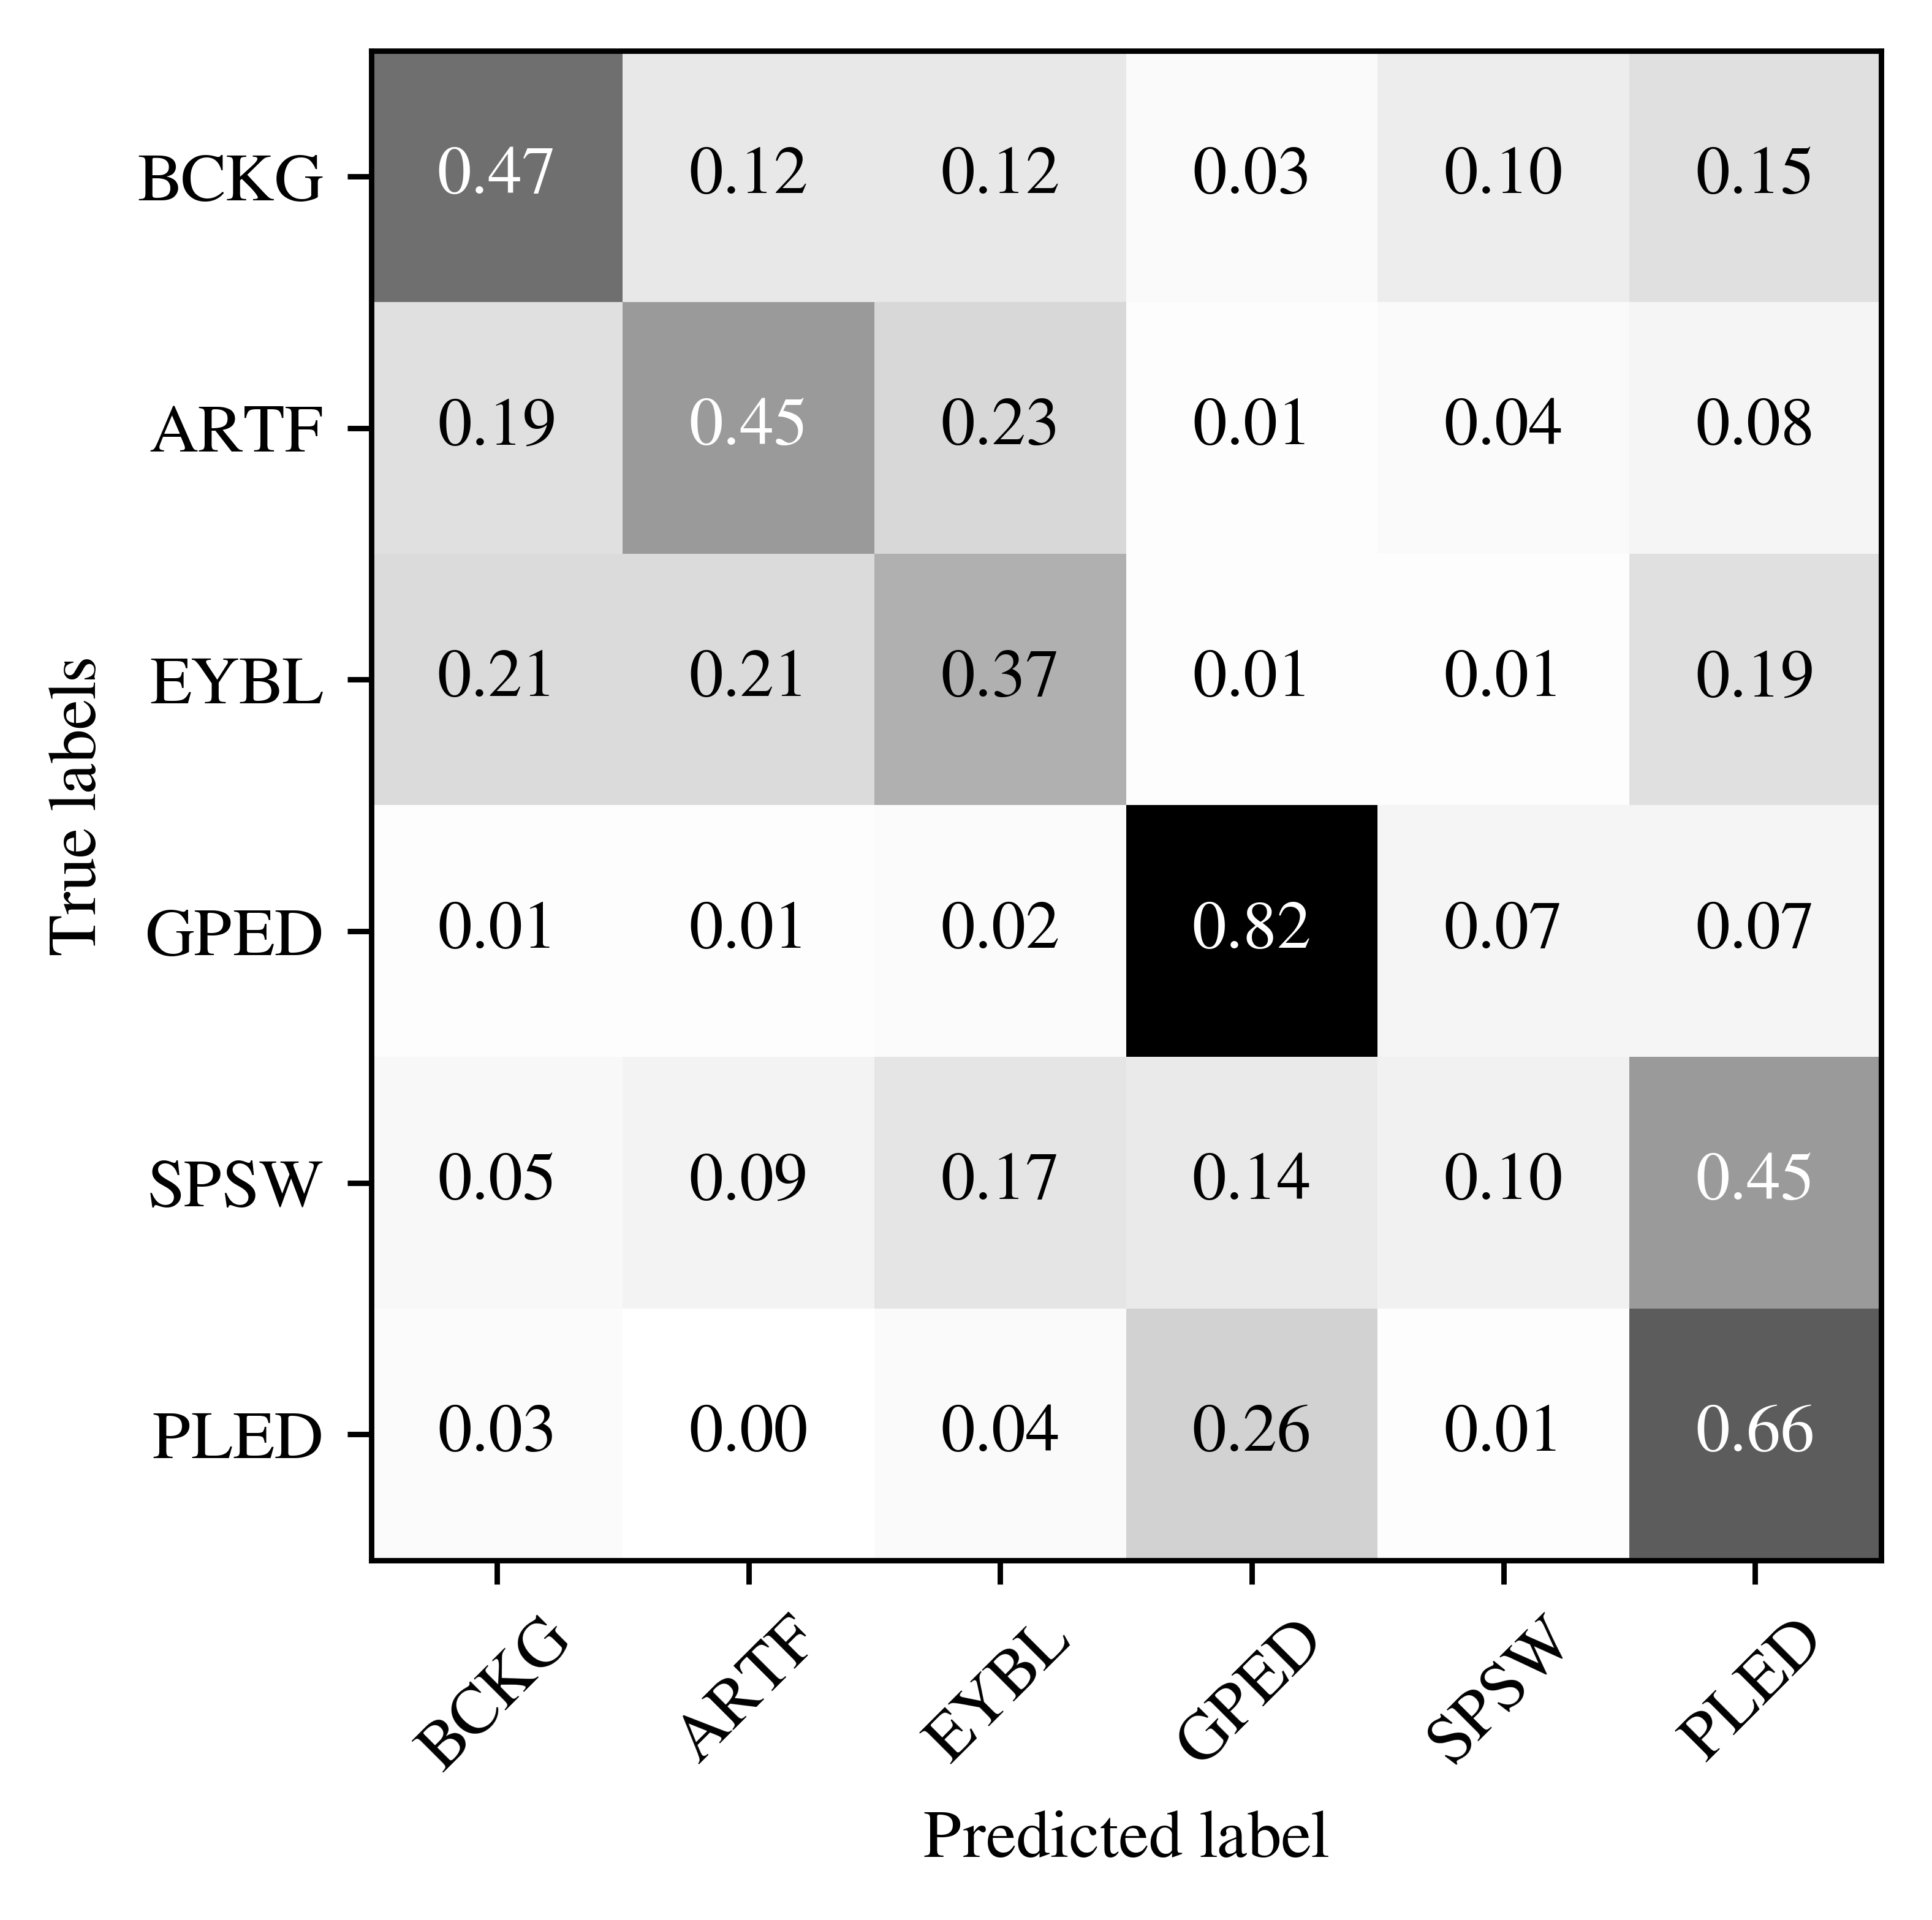 BCKG 0.47 0.12 0.12 0.03 0.10 0.15
ARTF 0.19 0.45 0.23 0.01 0.04 0.08
EYBL 0.21 0.21 0.37 0.01 0.01 0.19
GPED 0.01 0.01 0.02 0.82 0.07 0.07
SPSW 0.05 0.09 0.17 0.14 0.10 0.45
PLED 0.03 0.00 0.04 0.26 0.01 0.66
True labels
BCKG ARTF EYBL GPED SPSW PLED
Predicted label